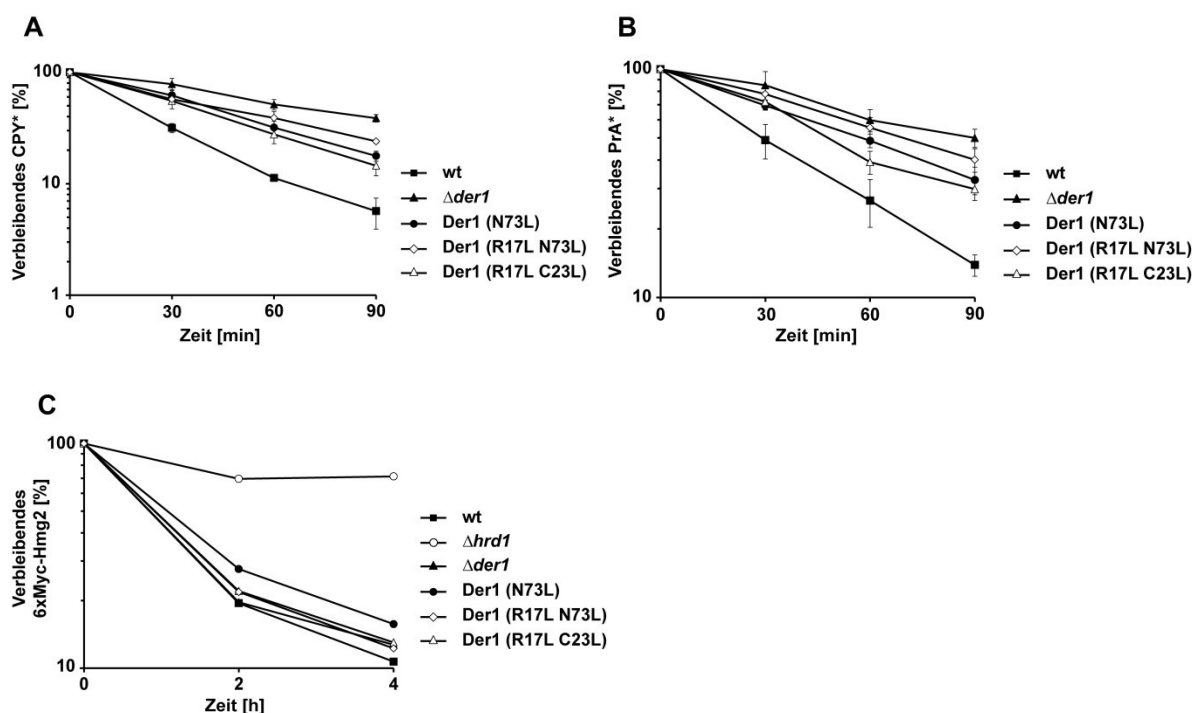 A
Verbleibendes CPY* [%]
100
10
1
0
30
60
90
Zeit [min]
wt
Δder1
Der1 (N73L)
Der1 (R17L N73L)
Der1 (R17L C23L)
B
Verbleibendes PrA* [%]
100
10
0
30
60
90
Zeit [min]
wt
Δder1
Der1 (N73L)
Der1 (R17L N73L)
Der1 (R17L C23L)
C
Verbleibendes
6xMyc-Hmg2 [%]
100
10
0
2
4
Zeit [h]
wt
Δhrd1
Δder1
Der1 (N73L)
Der1 (R17L N73L)
Der1 (R17L C23L)